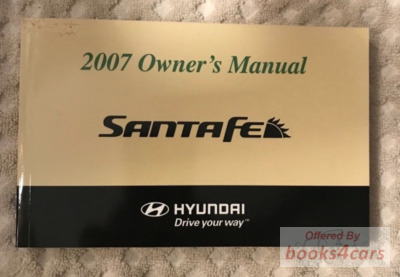 2007 Owner's Manual
SANTA FE
HYUNDAI
Drive your way™
Offered By
books4cars